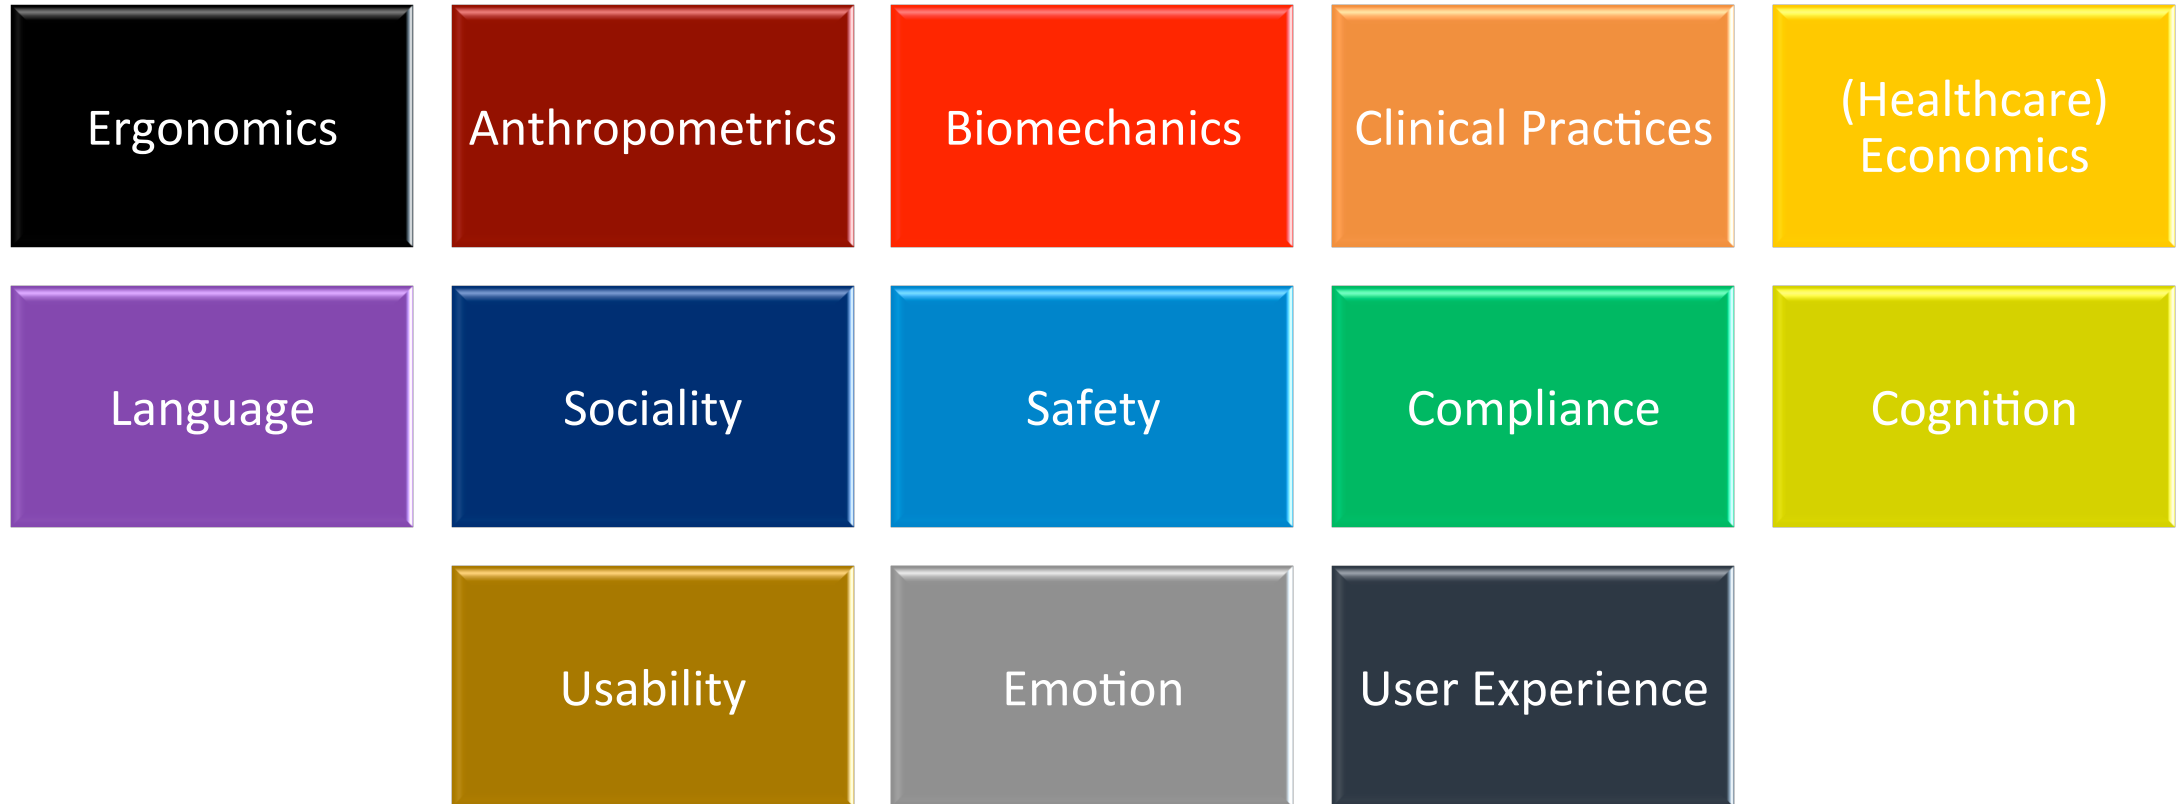 Ergonomics
Anthropometrics
Biomechanics
Clinical Practices
(Healthcare)
Economics
Language
Sociality
Safety
Compliance
Cognition
Usability
Emotion
User Experience